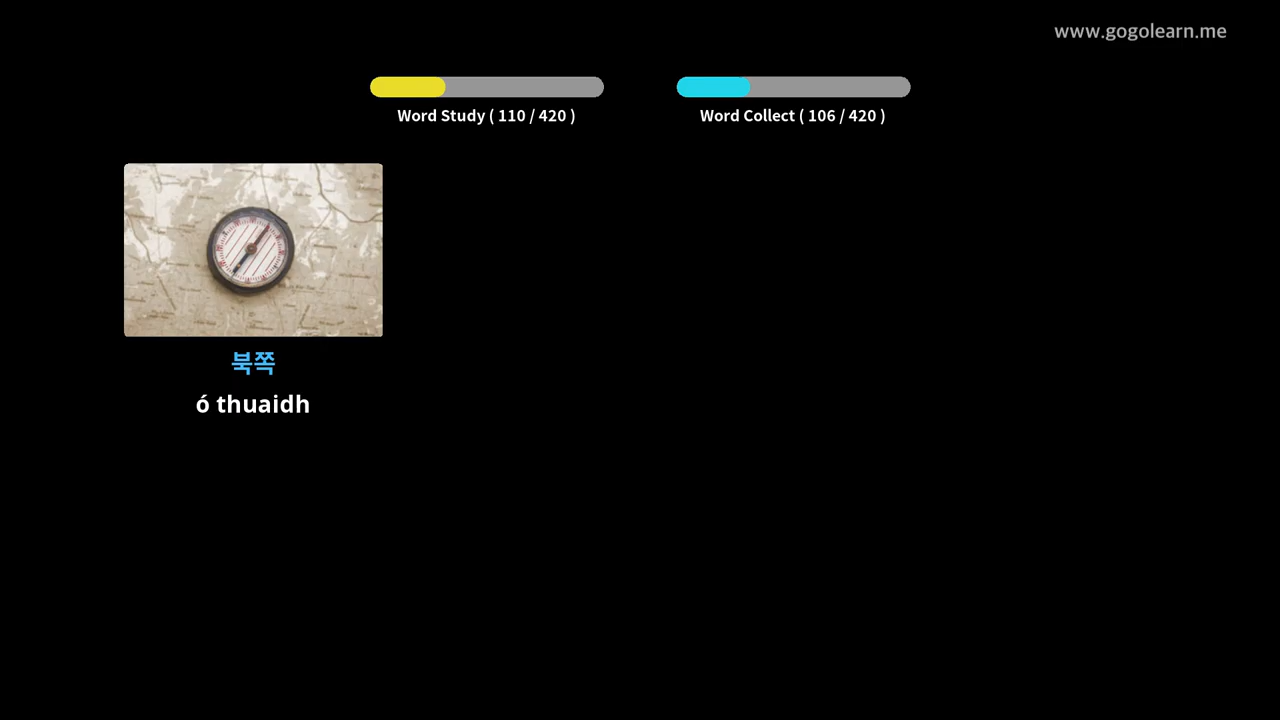 www.gogolearn.me
Word Study ( 110 / 420 )
Word Collect ( 106 / 420 )
북쪽
ó thuaidh